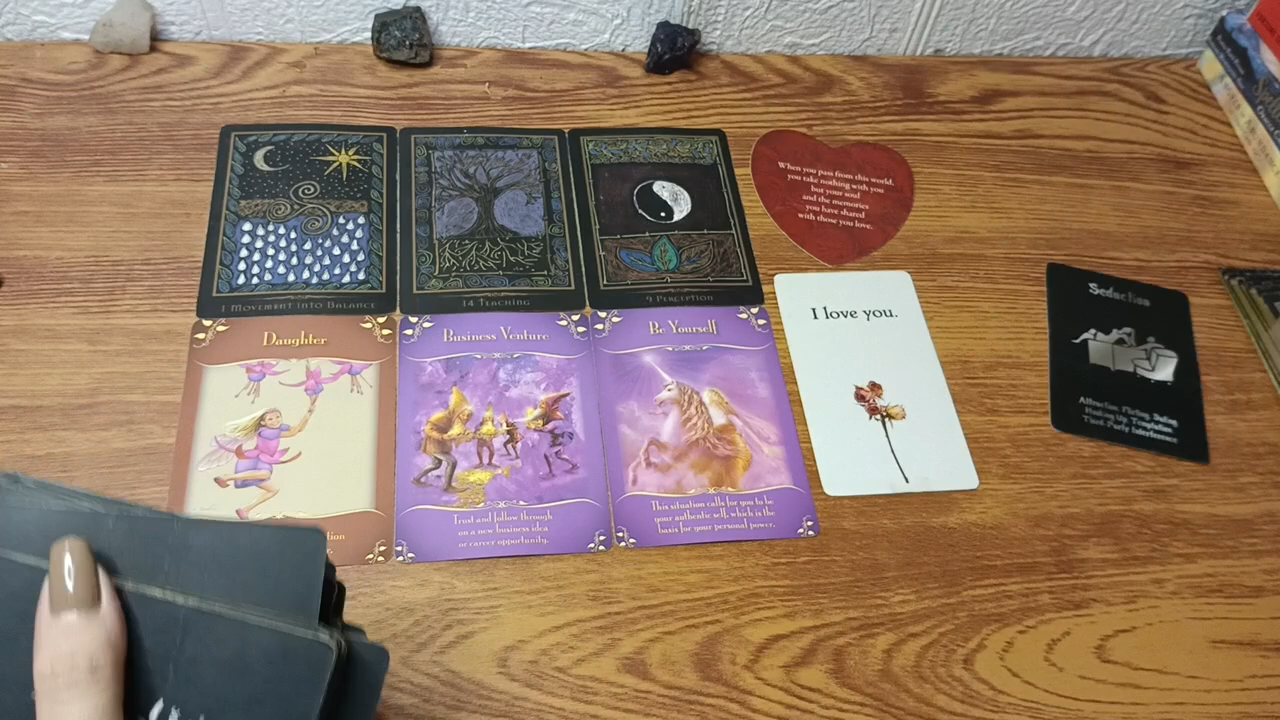 1 Movement into Balance
14 Teaching
9 Perception
When you pass from this world,
you take nothing with you
but your soul
and the memories
you have shared
with those you love.
Daughter
Business Venture
Trust and follow through
on a new business idea
or career opportunity.
Be Yourself
This situation calls for you to be
your authentic self, which is the
basis for your personal power.
I love you.
Seduction
Attraction, Flirting, Dating
Hooking Up, Temptation
Third-Party Interference